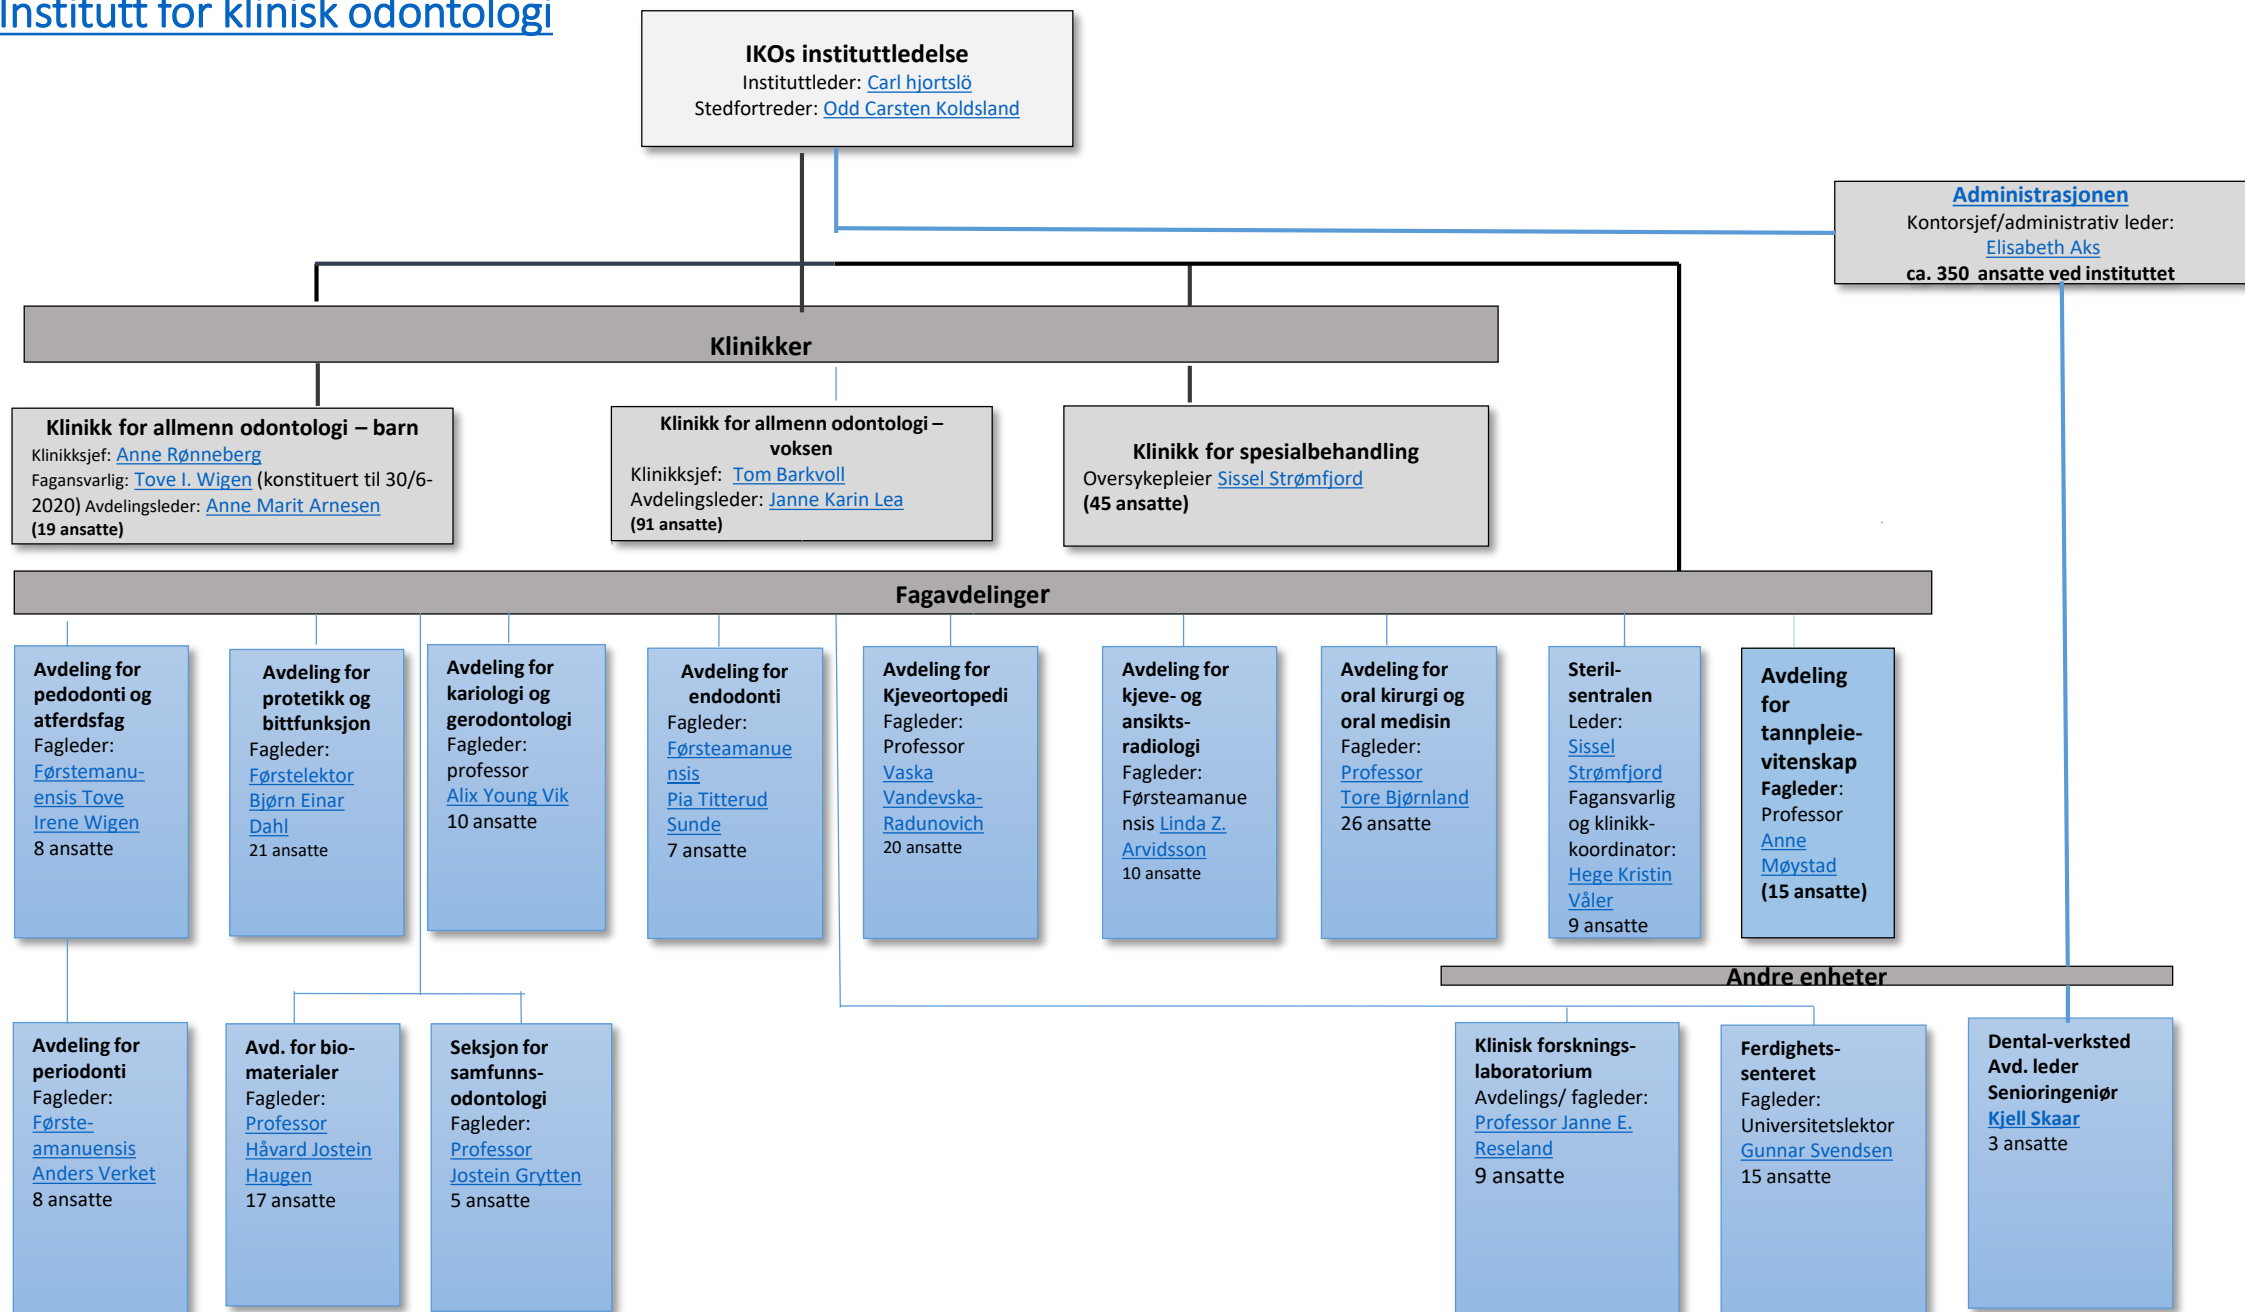 Institutt for klinisk odontologi
IKOs instituttledelse
Instituttleder: Carl hjortslö
Stedfortreder: Odd Carsten Koldsland
Administrasjonen
Kontorsjef/administrativ leder:
Elisabeth Aks
ca. 350 ansatte ved instituttet
Klinikker
Klinikk for allmenn odontologi – barn
Klinikksjef: Anne Rønneberg
Fagansvarlig: Tove I. Wigen (konstituert til 30/6-
2020) Avdelingsleder: Anne Marit Arnesen
(19 ansatte)
Klinikk for allmenn odontologi –
voksen
Klinikksjef: Tom Barkvoll
Avdelingsleder: Janne Karin Lea
(91 ansatte)
Klinikk for spesialbehandling
Oversykepleier Sissel Strømfjord
(45 ansatte)
Fagavdelinger
Avdeling for
pedodonti og
atferdsfag
Fagleder:
Førstemanu-
ensis Tove
Irene Wigen
8 ansatte
Avdeling for
protetikk og
bittfunksjon
Fagleder:
Førstelektor
Bjørn Einar
Dahl
21 ansatte
Avdeling for
kariologi og
gerodontologi
Fagleder:
professor
Alix Young Vik
10 ansatte
Avdeling for
endodonti
Fagleder:
Førsteamanue
nsis
Pia Titterud
Sunde
7 ansatte
Avdeling for
Kjeveortopedi
Fagleder:
Professor
Vaska
Vandevska-
Radunovich
20 ansatte
Avdeling for
kjeve- og
ansikts-
radiologi
Fagleder:
Førsteamanue
nsis Linda Z.
Arvidsson
10 ansatte
Avdeling for
oral kirurgi og
oral medisin
Fagleder:
Professor
Tore Bjørnland
26 ansatte
Steril-
sentralen
Leder:
Sissel
Strømfjord
Fagansvarlig
og klinikk-
koordinator:
Hege Kristin
Våler
9 ansatte
Avdeling
for
tannpleie-
vitenskap
Fagleder:
Professor
Anne
Møystad
(15 ansatte)
Andre enheter
Avdeling for
periodonti
Fagleder:
Første-
amanuensis
Anders Verket
8 ansatte
Avd. for bio-
materialer
Fagleder:
Professor
Håvard Jostein
Haugen
17 ansatte
Seksjon for
samfunns-
odontologi
Fagleder:
Professor
Jostein Grytten
5 ansatte
Klinisk forsknings-
laboratorium
Avdelings/ fagleder:
Professor Janne E.
Reseland
9 ansatte
Ferdighets-
senteret
Fagleder:
Universitetslektor
Gunnar Svendsen
15 ansatte
Dental-verksted
Avd. leder
Senioringeniør
Kjell Skaar
3 ansatte